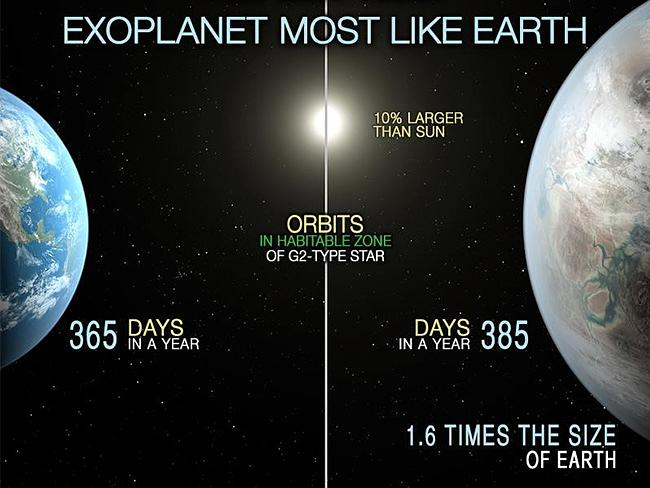 EXOPLANET MOST LIKE EARTH
10% LARGER
THAN SUN
ORBITS
IN HABITABLE ZONE
OF G2-TYPE STAR
365 DAYS
IN A YEAR
DAYS 385
IN A YEAR
1.6 TIMES THE SIZE
OF EARTH